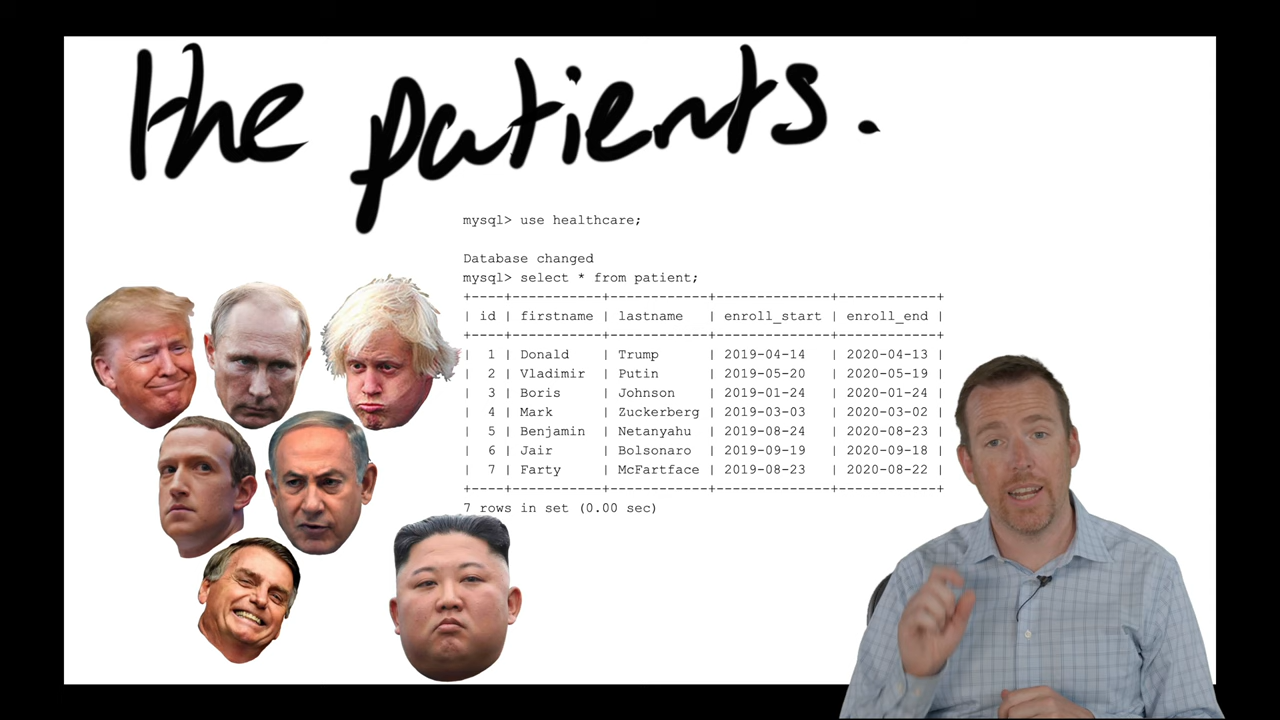 the patients.
mysql> use healthcare;
Database changed
mysql> select * from patient;
+----+-----------+----------+--------------+------------+
| id | firstname | lastname | enroll_start | enroll_end |
+----+-----------+----------+--------------+------------+
| 1 | Donald | Trump | 2019-04-14 | 2020-04-13 |
| 2 | Vladimir | Putin | 2019-05-20 | 2020-05-19 |
| 3 | Boris | Johnson | 2019-01-24 | 2020-01-24 |
| 4 | Mark | Zuckerberg | 2019-03-03 | 2020-03-02 |
| 5 | Benjamin | Netanyahu | 2019-08-24 | 2020-08-23 |
| 6 | Jair | Bolsonaro | 2019-09-19 | 2020-09-18 |
| 7 | Farty | McFartface | 2019-08-23 | 2020-08-22 |
+----+-----------+----------+--------------+------------+
7 rows in set (0.00 sec)